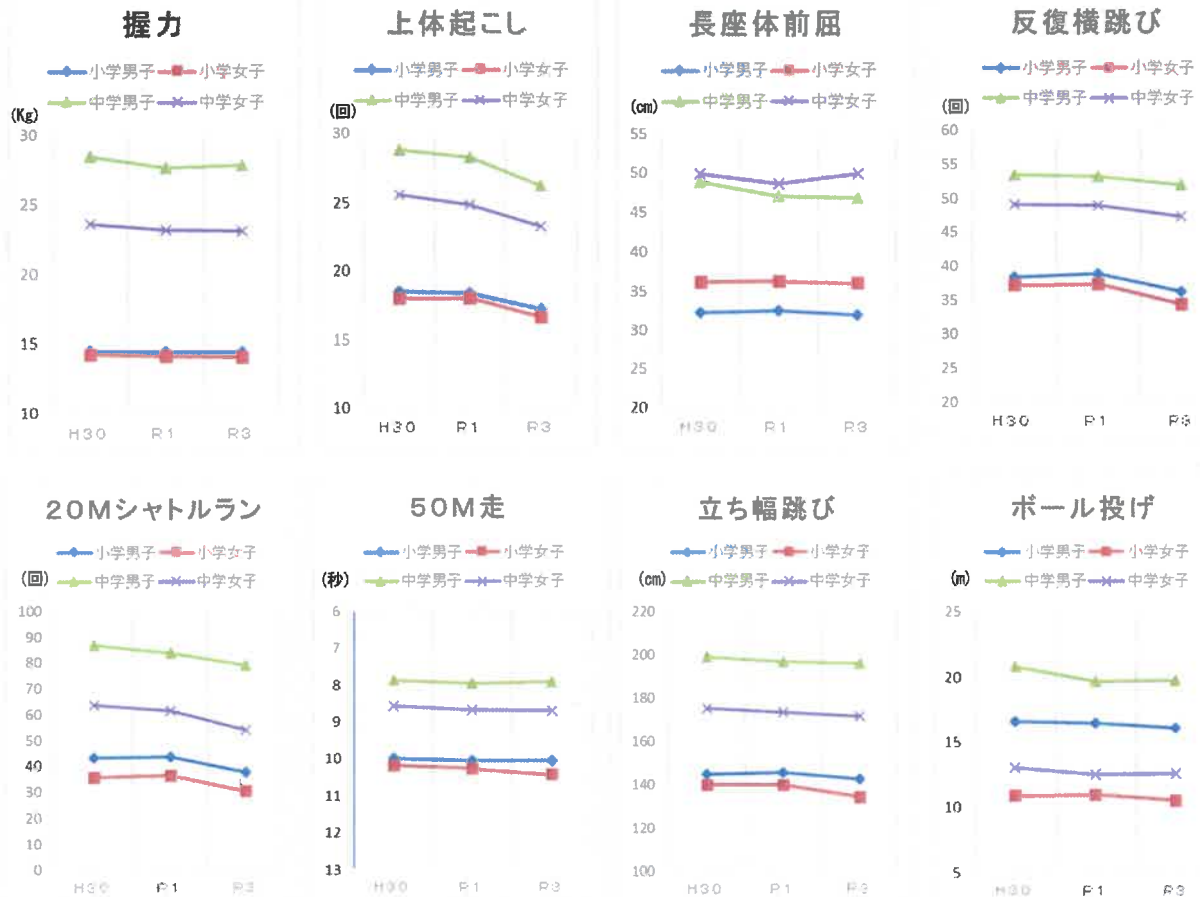 握力
小学男子 小学女子
中学男子 中学女子
(Kg)
30
25
20
15
10
H30 R1 R3
上体起こし
小学男子 小学女子
中学男子 中学女子
(回)
30
25
20
15
10
H30 R1 R3
長座体前屈
小学男子 小学女子
中学男子 中学女子
(cm)
55
50
45
40
35
30
25
20
H30 R1 R3
反復横跳び
小学男子 小学女子
中学男子 中学女子
(回)
60
55
50
45
40
35
30
25
20
H30 R1 R3
20Mシャトルラン
小学男子 小学女子
中学男子 中学女子
(回)
100
90
80
70
60
50
40
30
20
10
0
H30 R1 R3
50M走
小学男子 小学女子
中学男子 中学女子
(秒)
6
7
8
9
10
11
12
13
H30 R1 R3
立ち幅跳び
小学男子 小学女子
中学男子 中学女子
(cm)
220
200
180
160
140
120
100
H30 R1 R3
ボール投げ
小学男子 小学女子
中学男子 中学女子
(m)
25
20
15
10
5
H30 R1 R3